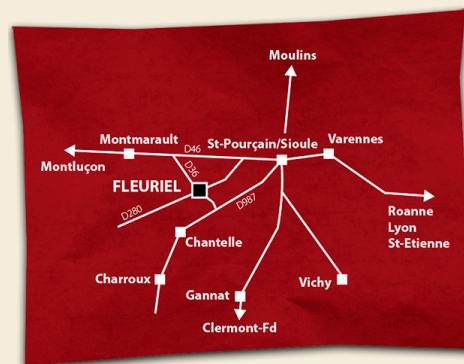 Moulins
Montmarault
D46
St-Pourçain/Sioule
Varennes
Montluçon
D36
FLEURIEL
D987
D280
Roanne
Lyon
St-Etienne
Chantelle
Charroux
Gannat
Vichy
Clermont-Fd